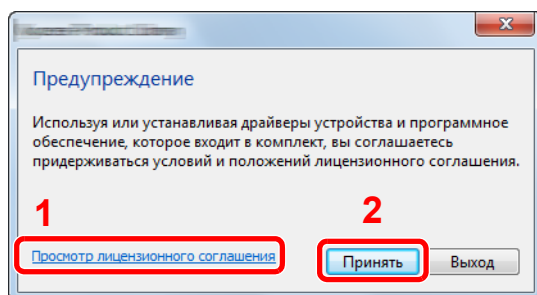 Предупреждение
Используя или устанавливая драйверы устройства и программное
обеспечение, которое входит в комплект, вы соглашаетесь
придерживаться условий и положений лицензионного соглашения.
1
2
Просмотр лицензионного соглашения
Принять
Выход